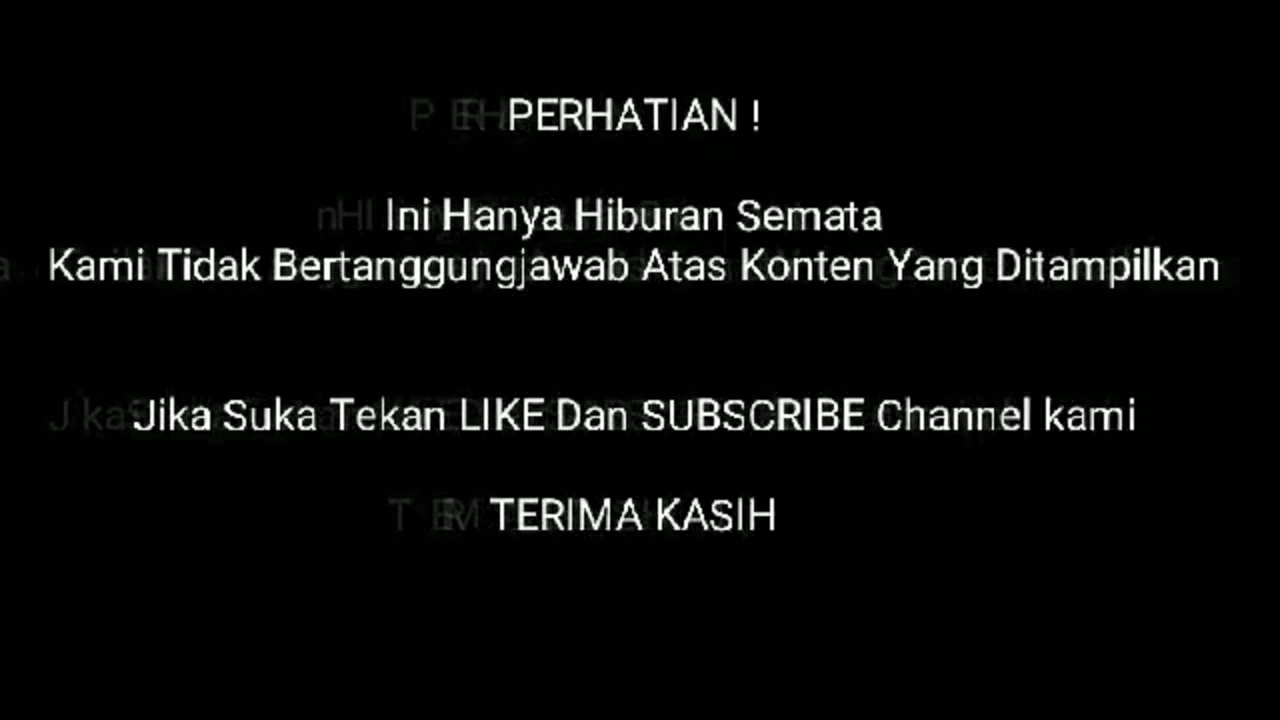 PERHATIAN !
Ini Hanya Hiburan Semata
Kami Tidak Bertanggungjawab Atas Konten Yang Ditampilkan
Jika Suka Tekan LIKE Dan SUBSCRIBE Channel kami
TERIMA KASIH